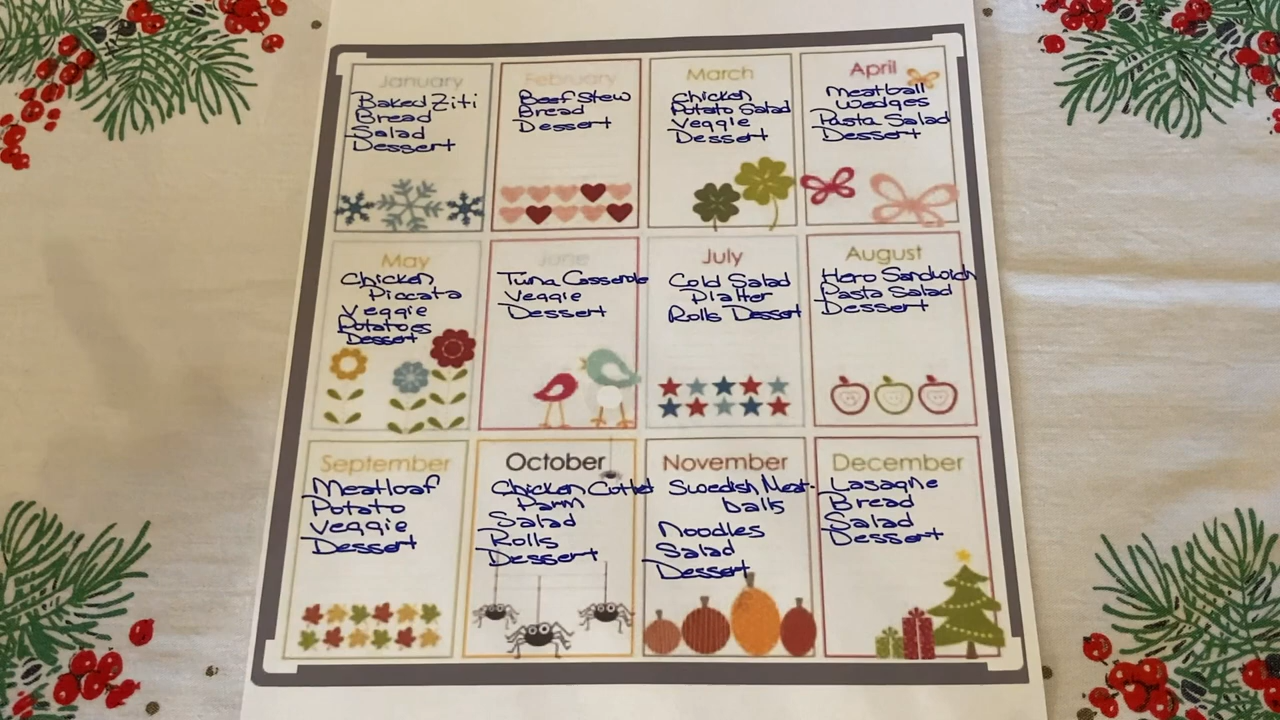 January
Baked Ziti
Bread
Salad
Dessert
February
Beef Stew
Bread
Dessert
March
Chicken
Potato Salad
Veggie
Dessert
April
Meatball
Wedges
Pasta Salad
Dessert
May
Chicken
Piccata
Veggie
Potatoes
Dessert
June
Tuna Casserole
Veggie
Dessert
July
Cold Salad
Platter
Rolls Dessert
August
Hero Sandwich
Pasta Salad
Dessert
September
Meatloaf
Potato
Veggie
Dessert
October
Chicken Cutlet
Parm
Salad
Rolls
Dessert
November
Swedish Meat-
balls
Noodles
Salad
Dessert
December
Lasagne
Bread
Salad
Dessert